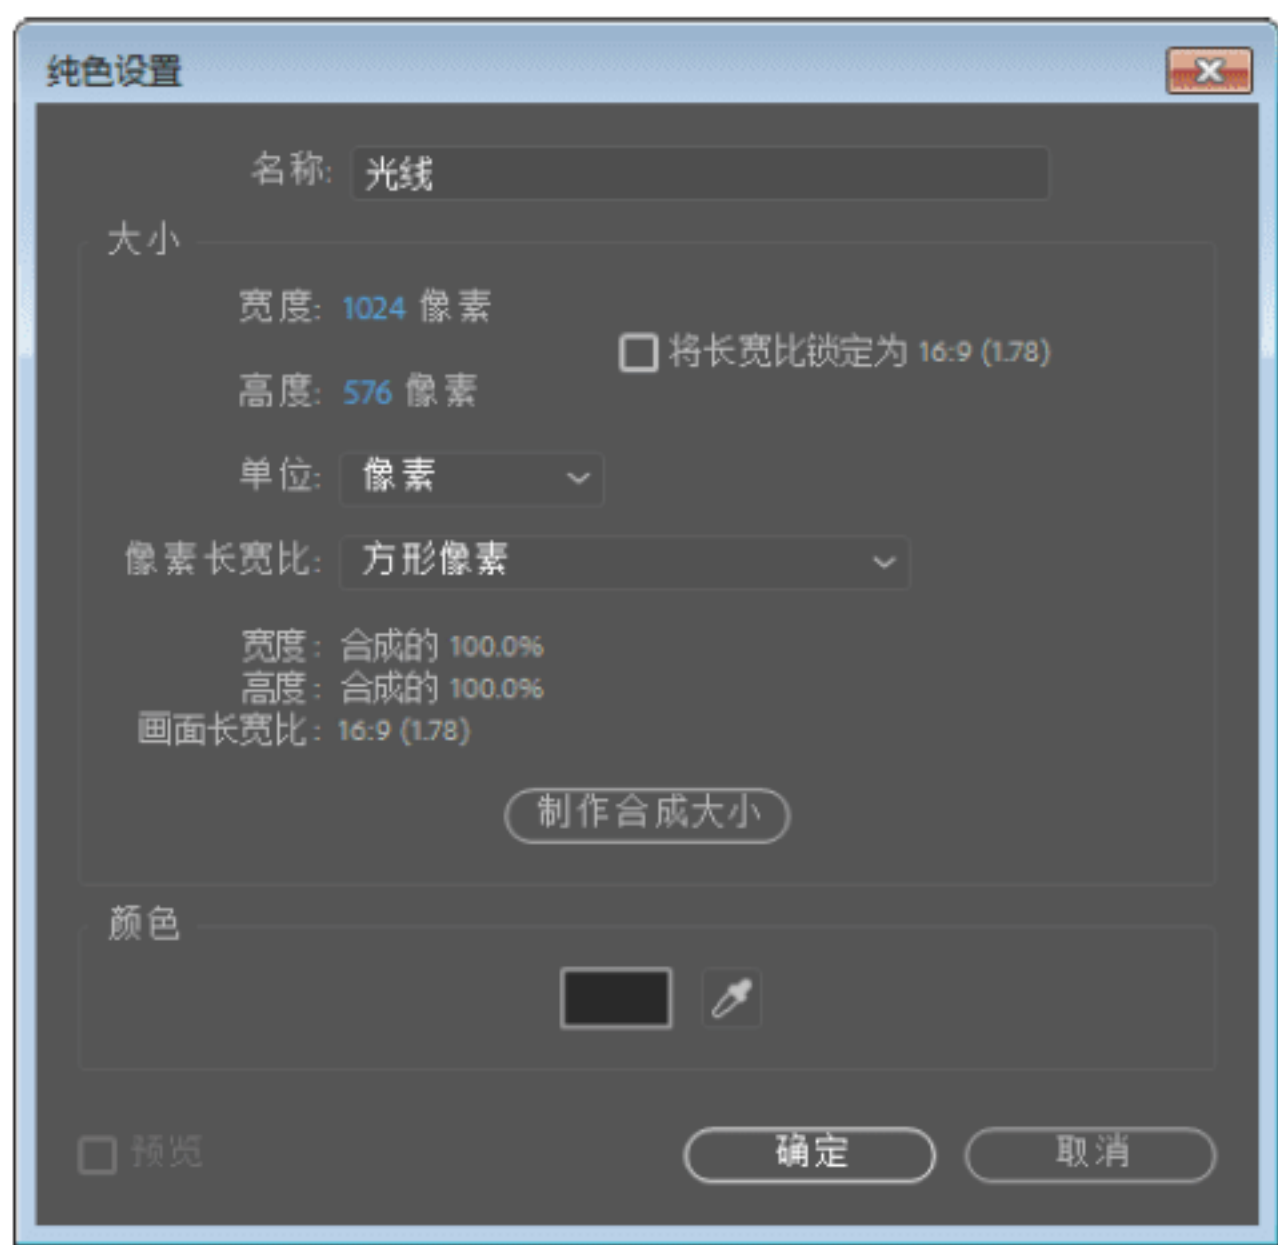 纯色设置
名称: 光线
大小
宽度: 1024 像素
将长宽比锁定为 16:9 (1.78)
高度: 576 像素
单位: 像素
像素长宽比: 方形像素
宽度: 合成的 100.0%
高度: 合成的 100.0%
画面长宽比: 16:9 (1.78)
制作合成大小
颜色
预览 确定 取消